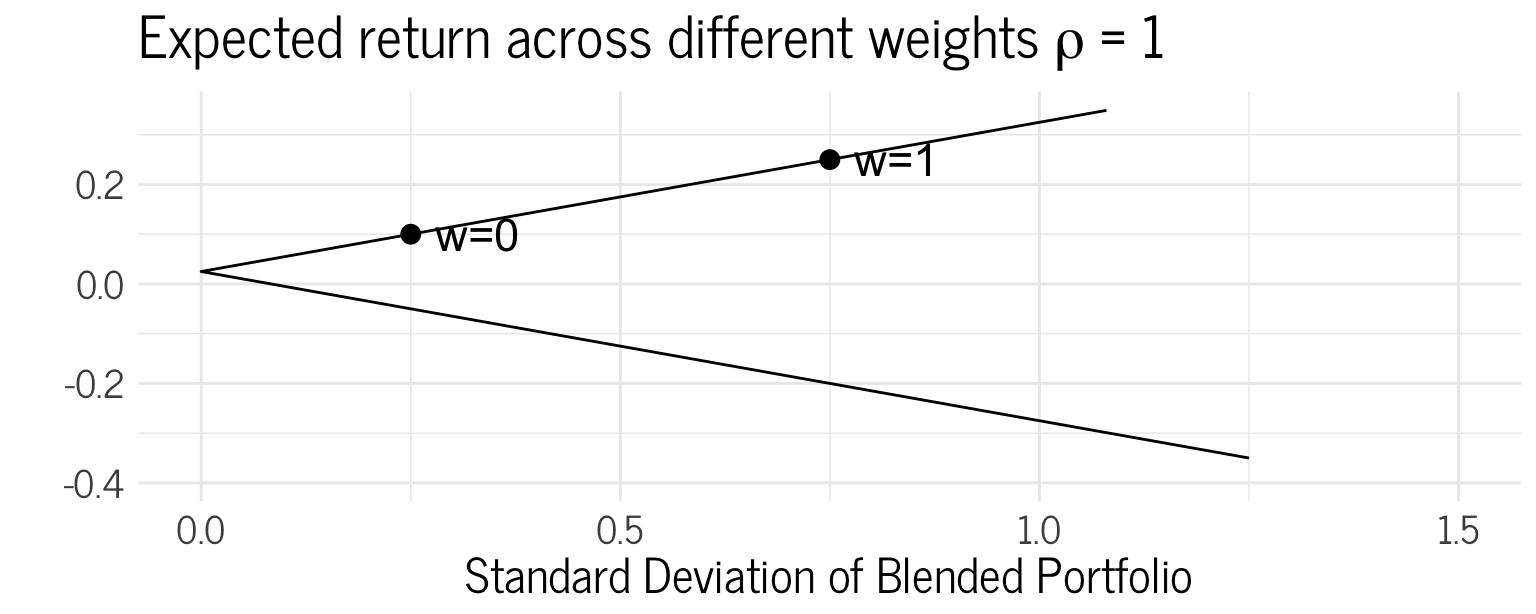 Expected return across different weights ρ = 1
w=1
0.2
w=0
0.0
-0.2
-0.4
0.0 0.5 1.0 1.5
Standard Deviation of Blended Portfolio